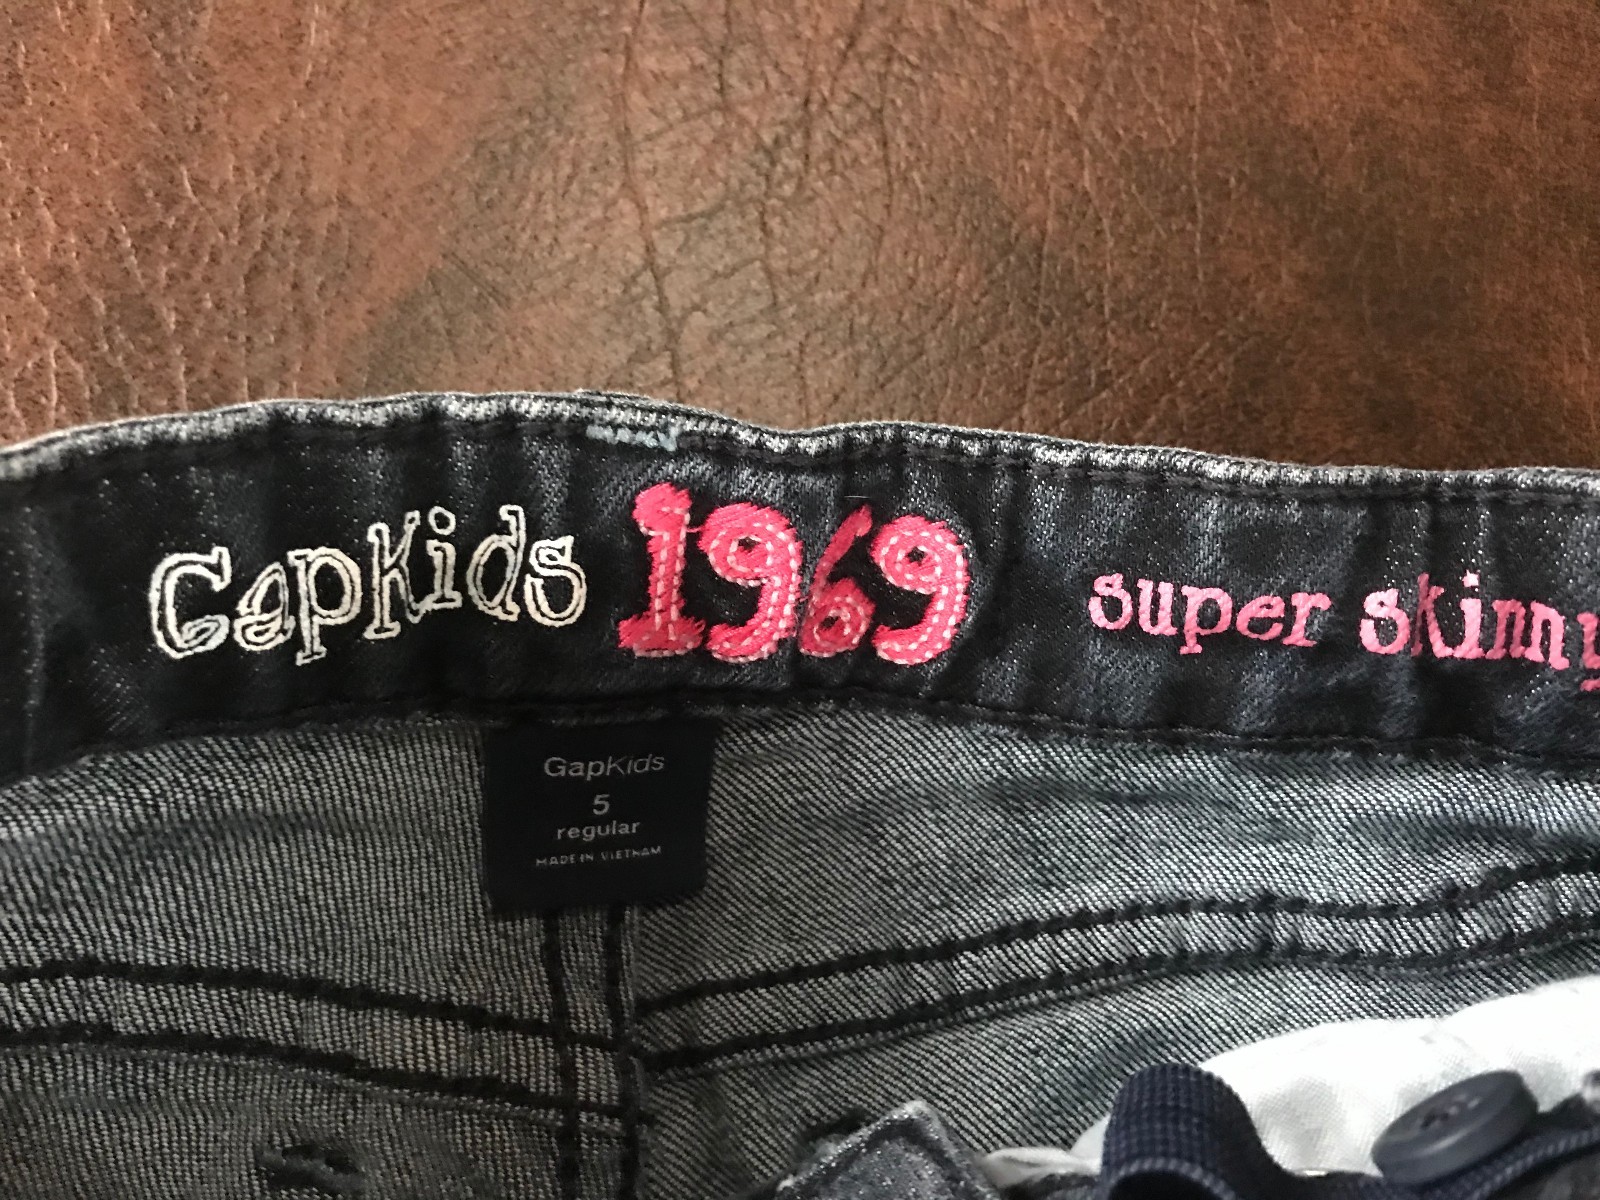 GapKids 1969 super skinny
GapKids
5
regular
MADE IN VIETNAM